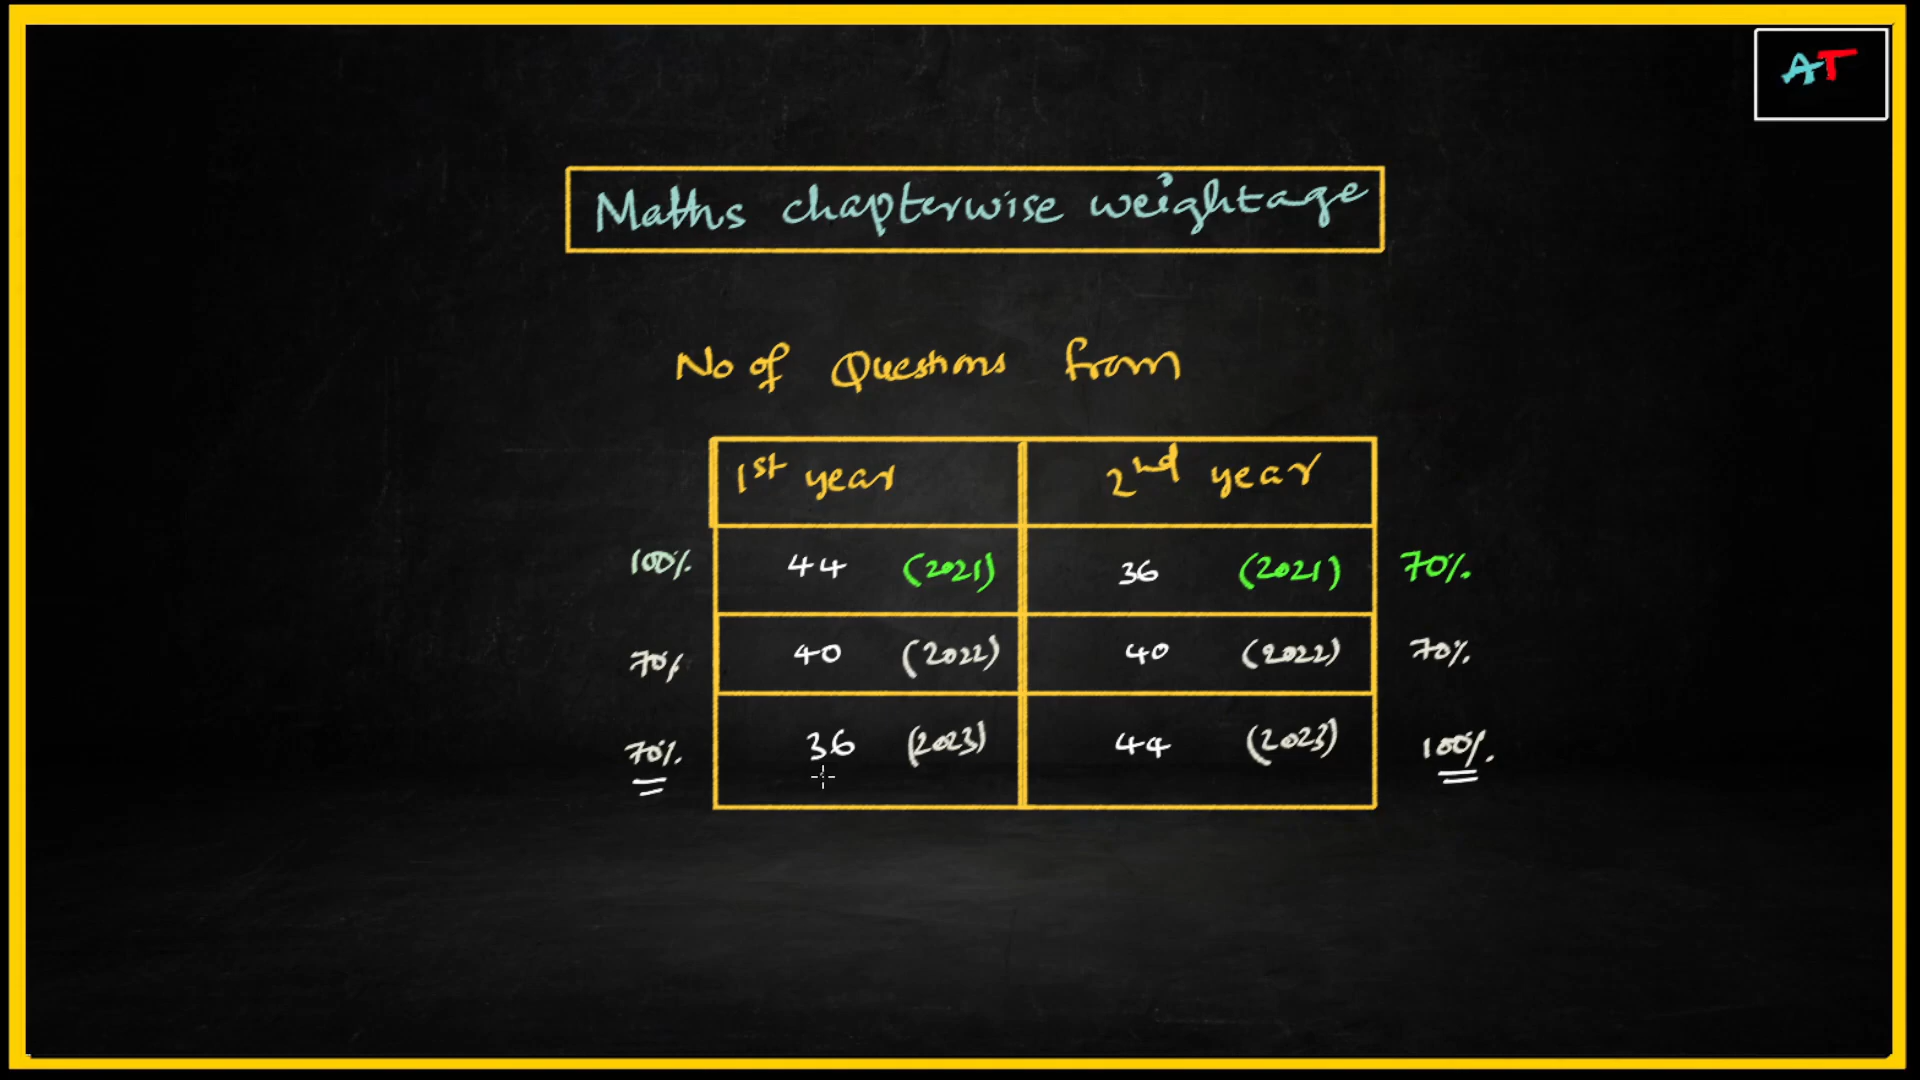 AT
Maths chapterwise weightage
No of Questions from
1st year 2nd year
100% 44 (2021) 36 (2021) 70%
70% 40 (2022) 40 (2022) 70%
70% 36 (2023) 44 (2023) 100%